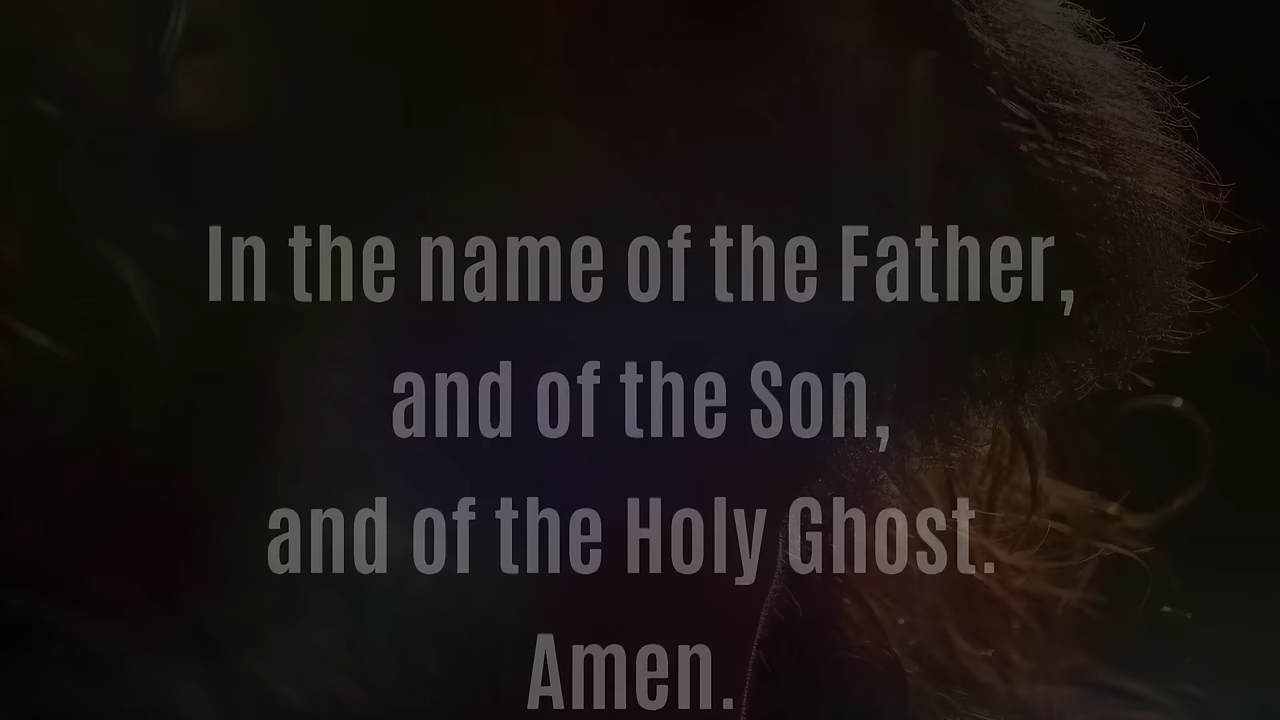 In the name of the Father,
and of the Son,
and of the Holy Ghost.
Amen.